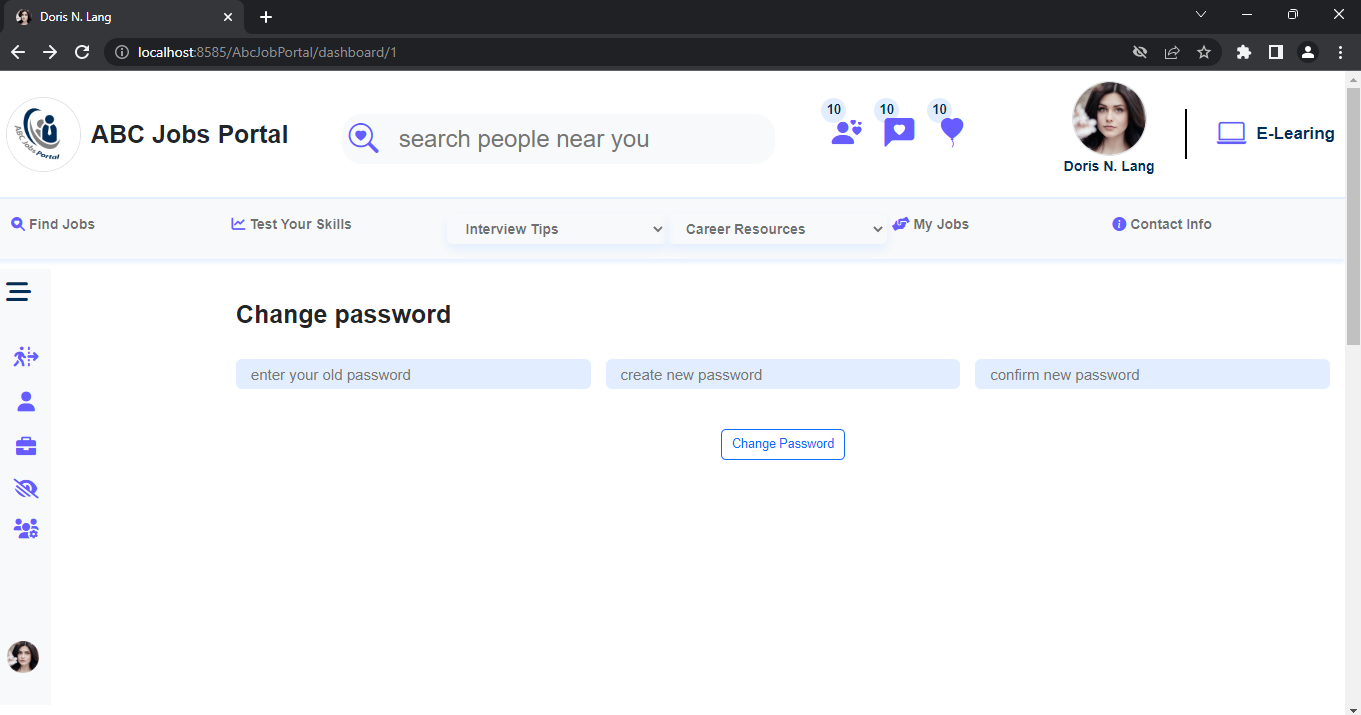 Doris N. Lang
localhost:8585/AbcJobPortal/dashboard/1
ABC Jobs Portal
ABC Jobs Portal
search people near you
10
10
10
Doris N. Lang
E-Learing
Find Jobs
Test Your Skills
Interview Tips
Career Resources
My Jobs
Contact Info
Change password
enter your old password
create new password
confirm new password
Change Password